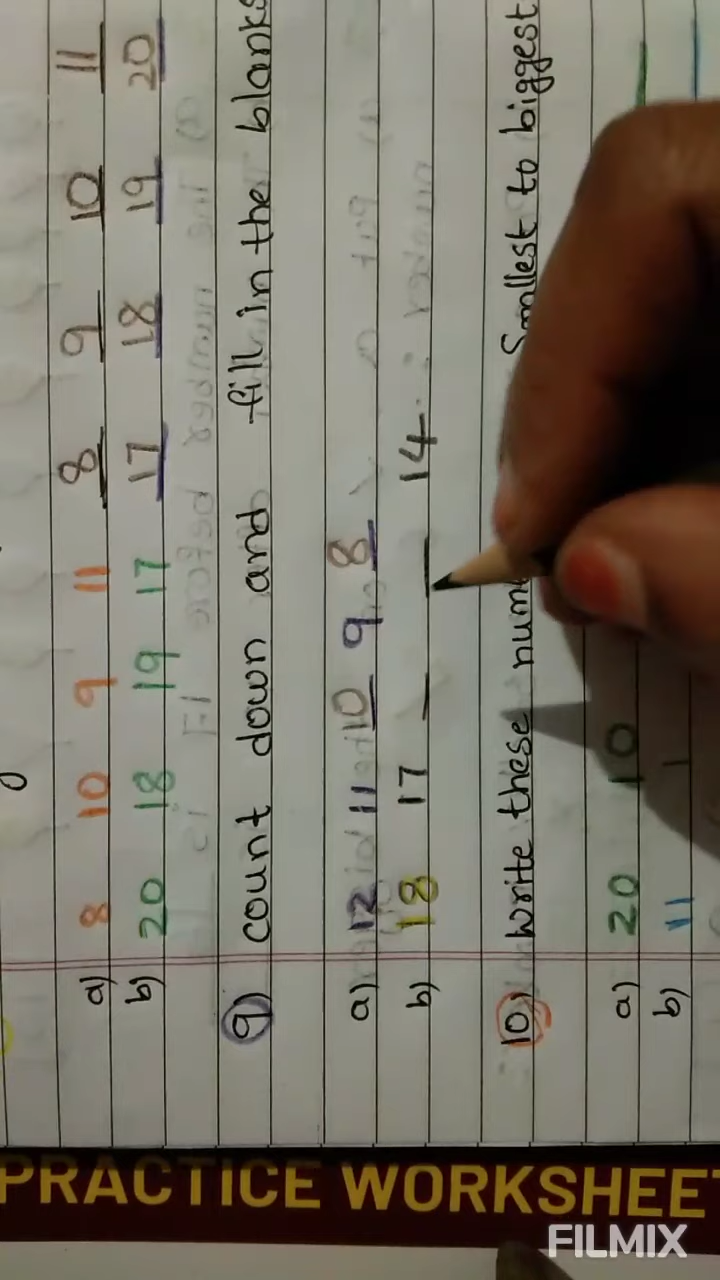 a) 8 10 9 11 8 9 10 11
b) 20 18 19 17 17 18 19 20
9) count down and fill in the blanks
a) 12 11 10 9 8
b) 18 17 _ _ 14
10) Write these Smallest to biggest
a) 20 10
b) 11 1
PRACTICE WORKSHEET
FILMIX